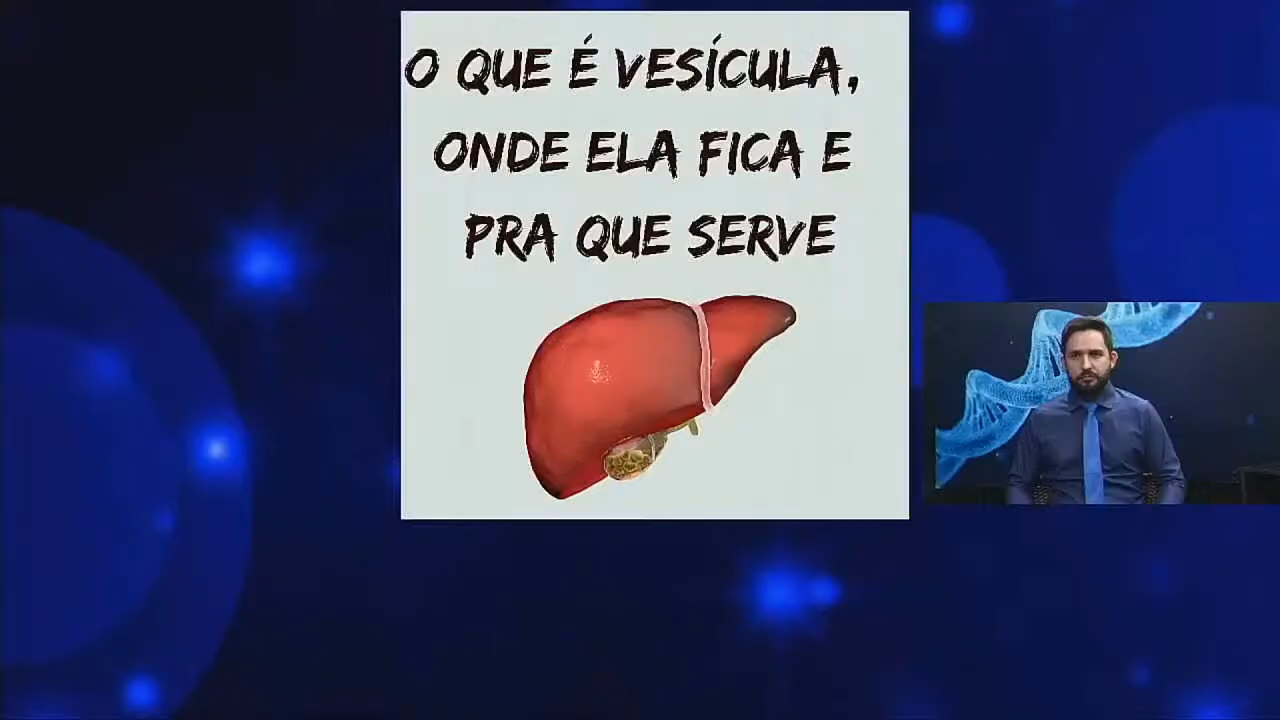 O QUE É VESÍCULA,
ONDE ELA FICA E
PRA QUE SERVE